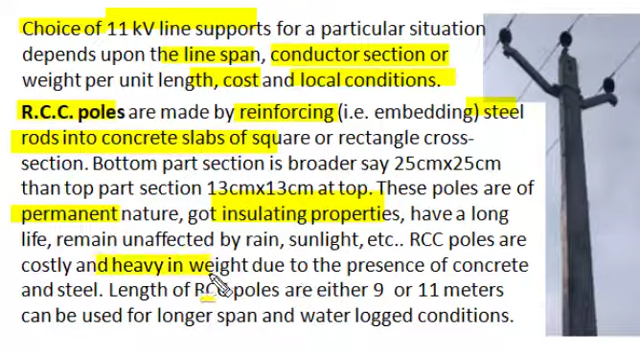 Choice of 11 kV line supports for a particular situation
depends upon the line span, conductor section or
weight per unit length, cost and local conditions.
R.C.C. poles are made by reinforcing (i.e. embedding) steel
rods into concrete slabs of square or rectangle cross-
section. Bottom part section is broader say 25cmx25cm
than top part section 13cmx13cm at top. These poles are of
permanent nature, got insulating properties, have a long
life, remain unaffected by rain, sunlight, etc.. RCC poles are
costly and heavy in weight due to the presence of concrete
and steel. Length of RCC poles are either 9 or 11 meters
can be used for longer span and water logged conditions.